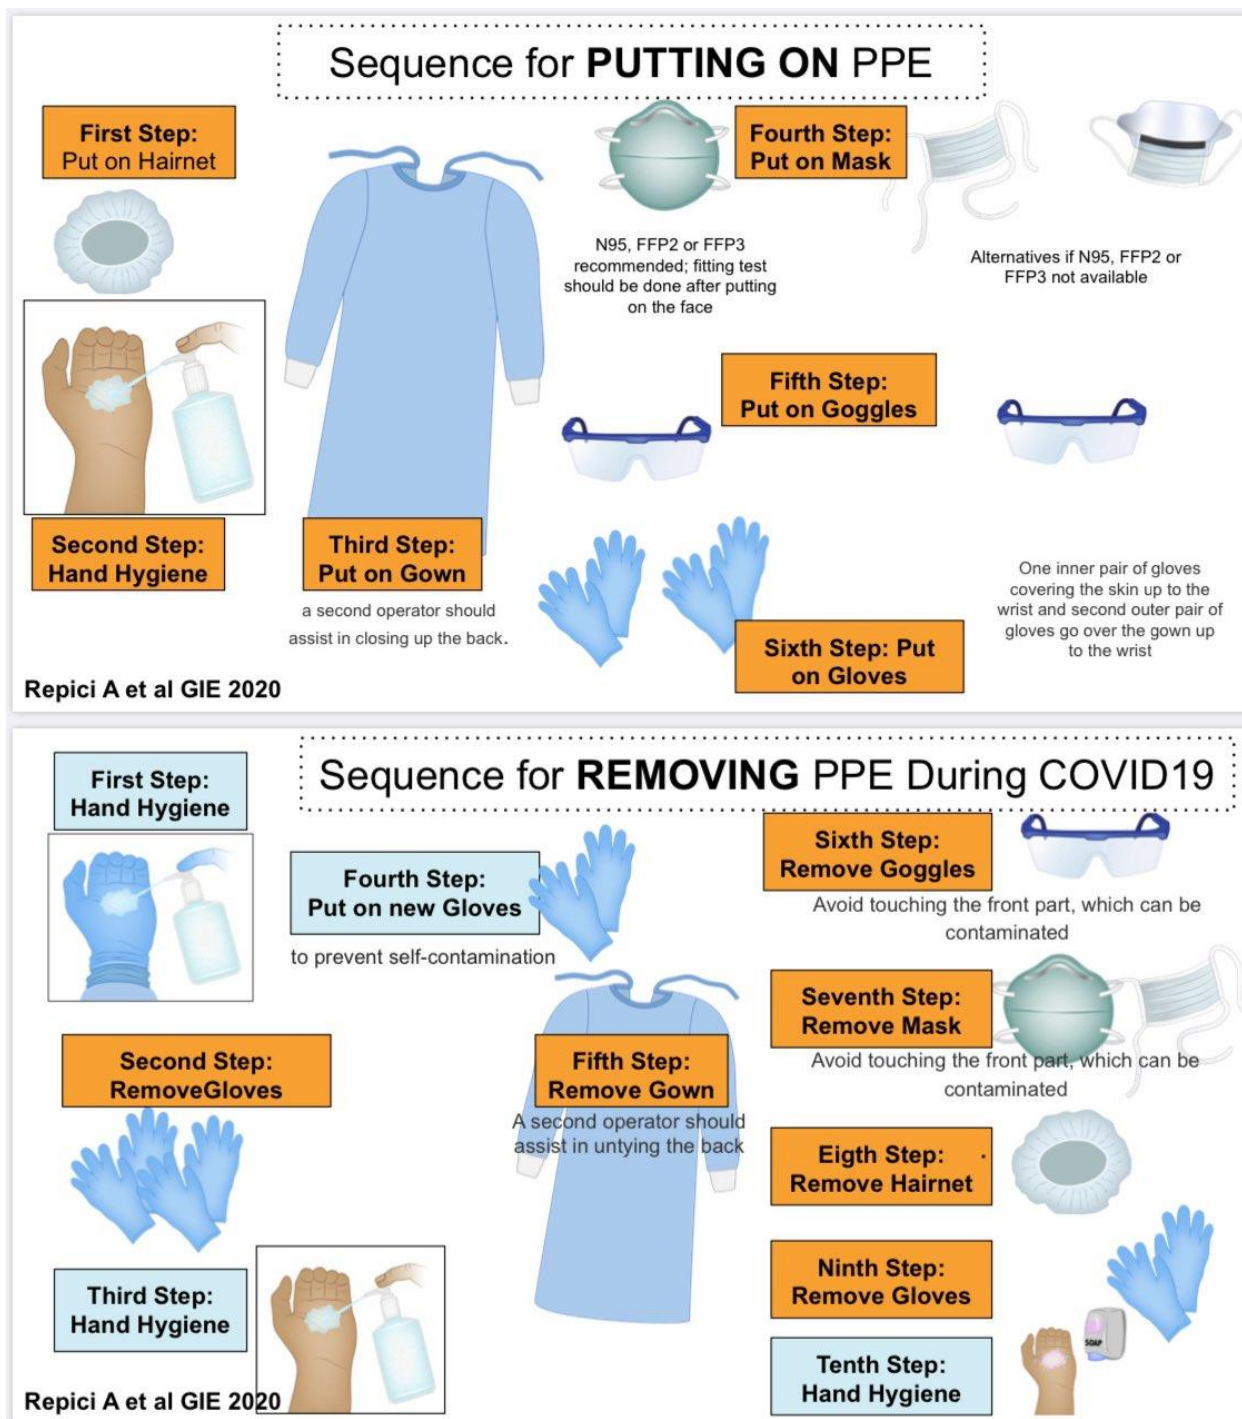 Sequence for PUTTING ON PPE
First Step:
Put on Hairnet
Second Step:
Hand Hygiene
Third Step:
Put on Gown
a second operator should
assist in closing up the back.
Fourth Step:
Put on Mask
N95, FFP2 or FFP3
recommended; fitting test
should be done after putting
on the face
Alternatives if N95, FFP2 or
FFP3 not available
Fifth Step:
Put on Goggles
Sixth Step: Put
on Gloves
One inner pair of gloves
covering the skin up to the
wrist and second outer pair of
gloves go over the gown up
to the wrist
Repici A et al GIE 2020
Sequence for REMOVING PPE During COVID19
First Step:
Hand Hygiene
Second Step:
RemoveGloves
Third Step:
Hand Hygiene
Fourth Step:
Put on new Gloves
to prevent self-contamination
Fifth Step:
Remove Gown
A second operator should
assist in untying the back
Sixth Step:
Remove Goggles
Avoid touching the front part, which can be
contaminated
Seventh Step:
Remove Mask
Avoid touching the front part, which can be
contaminated
Eigth Step:
Remove Hairnet
Ninth Step:
Remove Gloves
SOAP
Tenth Step:
Hand Hygiene
Repici A et al GIE 2020